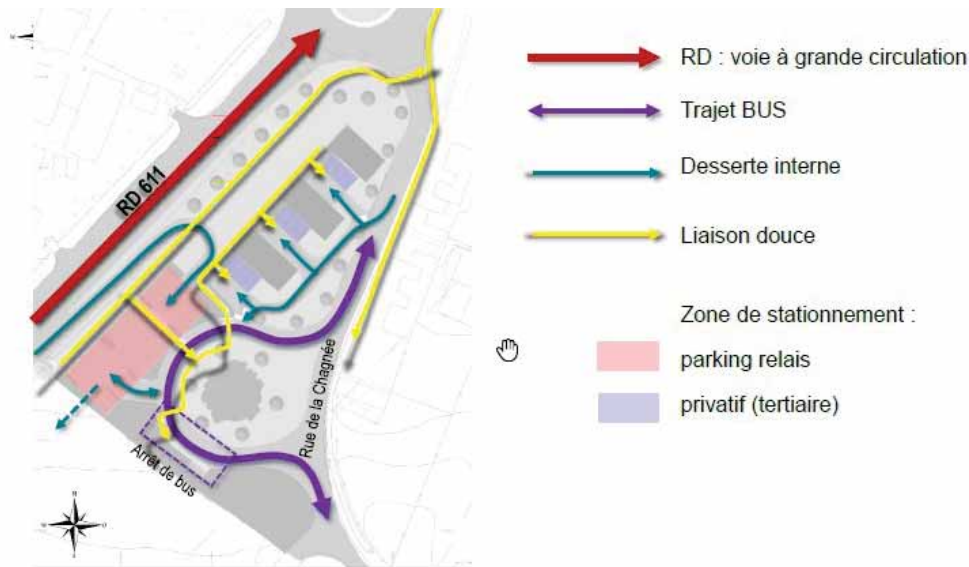 RD 611
Arrêt de bus
Rue de la Chagnée
RD : voie à grande circulation
Trajet BUS
Desserte interne
Liaison douce
Zone de stationnement :
parking relais
privatif (tertiaire)